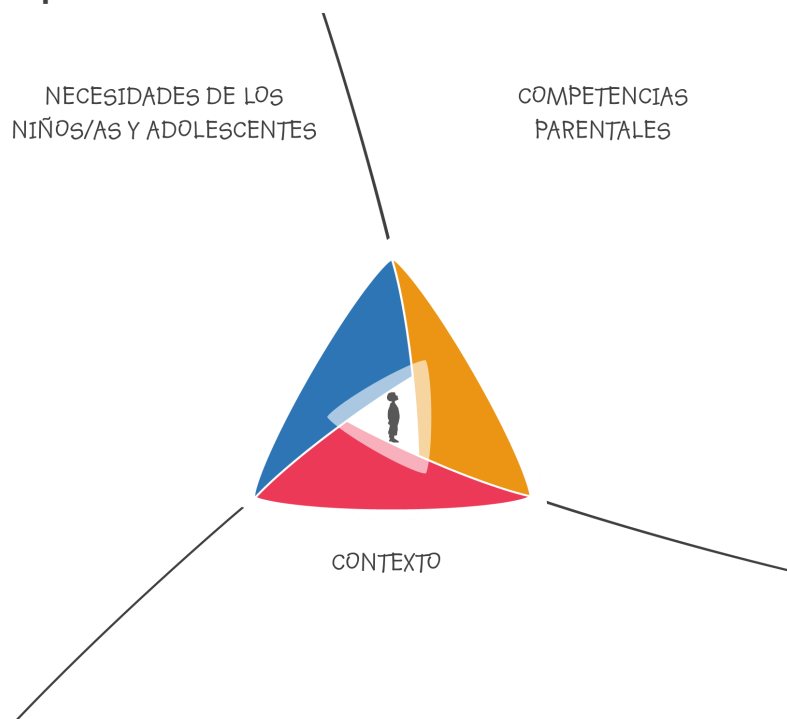 NECESIDADES DE LOS
NIÑOS/AS Y ADOLESCENTES
COMPETENCIAS
PARENTALES
CONTEXTO